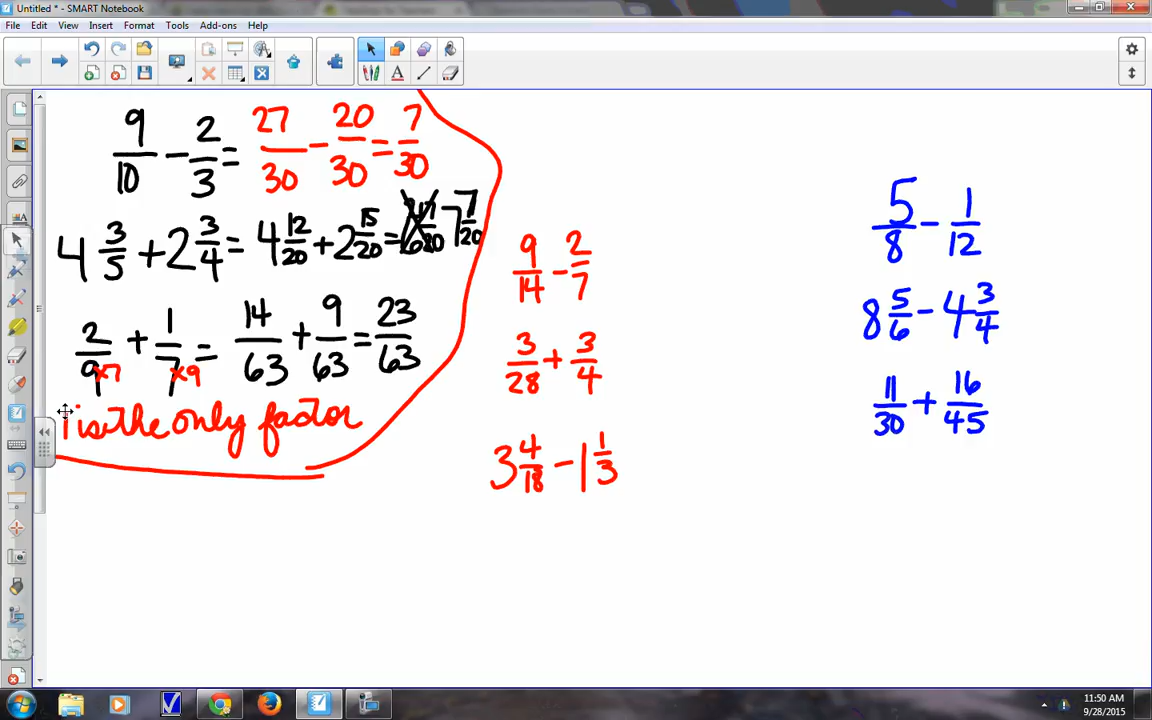 Untitled * - SMART Notebook
File Edit View Insert Format Tools Add-ons Help
9/10 - 2/3 = 27/30 - 20/30 = 7/30
4 3/5 + 2 3/4 = 4 12/20 + 2 15/20 = 7 7/20
2/9 + 1/7 = 14/63 + 9/63 = 23/63
×7 ×9
1 is the only factor
9/14 - 2/7
3/28 + 3/4
3 4/18 - 1 1/3
5/8 - 1/12
8 5/6 - 4 3/4
11/30 + 16/45
11:50 AM
9/28/2015